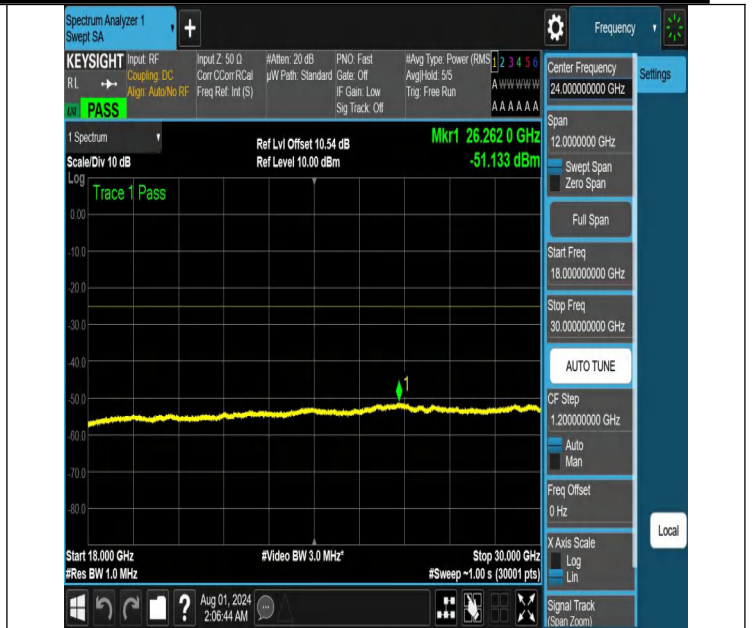 Spectrum Analyzer 1
Swept SA
+
Frequency
KEYSIGHT
RL
PASS
Input: RF
Coupling: DC
Align: Auto/No RF
Input Z: 50 Ω
Corr CCorr RCal
Freq Ref: Int (S)
#Atten: 20 dB
µW Path: Standard
PNO: Fast
Gate: Off
IF Gain: Low
Sig Track: Off
#Avg Type: Power (RMS
Avg|Hold: 5/5
Trig: Free Run
1 2 3 4 5 6
A W W W W W
A A A A A A
1 Spectrum
Scale/Div 10 dB
Ref Lvl Offset 10.54 dB
Ref Level 10.00 dBm
Mkr1 26.262 0 GHz
-51.133 dBm
Log
Trace 1 Pass
0.00
-10.0
-20.0
-30.0
-40.0
-50.0
-60.0
-70.0
-80.0
1
Start 18.000 GHz
#Res BW 1.0 MHz
#Video BW 3.0 MHz*
Stop 30.000 GHz
#Sweep ~1.00 s (30001 pts)
Center Frequency
24.000000000 GHz
Span
12.0000000 GHz
Swept Span
Zero Span
Full Span
Start Freq
18.000000000 GHz
Stop Freq
30.000000000 GHz
AUTO TUNE
CF Step
1.200000000 GHz
Auto
Man
Freq Offset
0 Hz
X Axis Scale
Log
Lin
Signal Track
(Span Zoom)
Settings
Local
?
Aug 01, 2024
2:06:44 AM